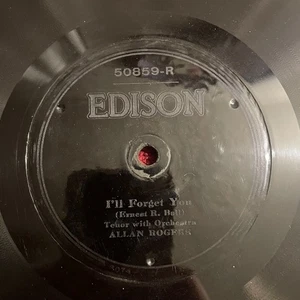 50859-R
EDISON
I'll Forget You
(Ernest R. Ball)
Tenor with Orchestra
ALLAN ROGERS